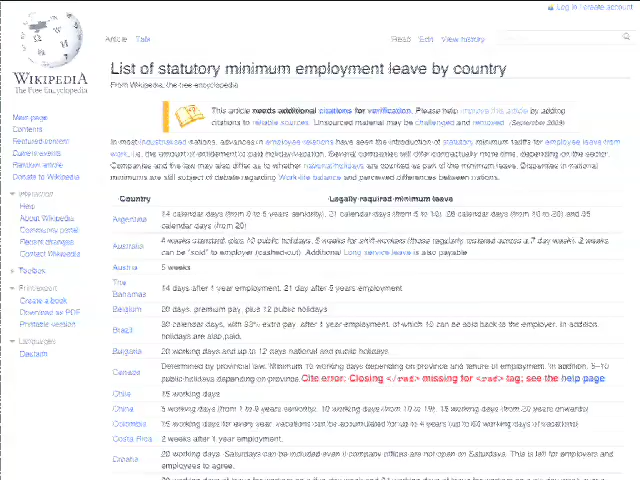 Log in / create account
Article Talk Read Edit View history
WIKIPEDIA
The Free Encyclopedia
Main page
Contents
Featured content
Current events
Random article
Donate to Wikipedia
Interaction
Help
About Wikipedia
Community portal
Recent changes
Contact Wikipedia
Toolbox
Print/export
Create a book
Download as PDF
Printable version
Languages
List of statutory minimum employment leave by country
From Wikipedia, the free encyclopedia
This article needs additional citations for verification. Please help improve this article by adding
citations to reliable sources. Unsourced material may be challenged and removed. (September 2009)
In most industrialised nations, advances in employee relations have seen the introduction of statutory minimum tariffs for employee leave from
work, i.e. the amount of entitlement to paid holiday/vacation. Several companies will offer contractually more time, depending on the sector.
Companies and the law may also differ as to whether national holidays are counted as part of the minimum leave. Disparities in national
minimums are still subject of debate regarding Work-life balance and perceived differences between nations.
Country Legally required minimum leave
Argentina 14 calendar days (from 0 to 5 years seniority), 21 calendar days (from 5 to 10), 28 calendar days (from 10 to 20) and 35
calendar days (from 20)
Australia 4 weeks standard plus 10 public holidays, 5 weeks for shift workers (those regularly rostered across a 7 day week). 2 weeks
can be "sold" to employer (cashed-out). Additional Long service leave is also payable
Austria 5 weeks
The
Bahamas 14 days after 1 year employment, 21 day after 5 years employment
Belgium 20 days, premium pay, plus 12 public holidays
Brazil 30 calendar days, with 33% extra pay, after 1 year employment, of which 10 can be sold back to the employer. In addition,
holidays are also paid.
Bulgaria 20 working days and up to 12 days national and public holidays
Canada Determined by provincial law. Minimum 10 working days depending on province and tenure of employment. In addition, 5–10
public holidays depending on province. Cite error: Closing </ref> missing for <ref> tag; see the help page
Chile 15 working days
China 5 working days (from 1 to 9 years seniority), 10 working days (from 10 to 19), 15 working days (from 20 years onwards)
Colombia 15 working days for every year, vacations can be accumulated for up to 4 years (up to 60 working days of vacations)
Costa Rica 2 weeks after 1 year employment.
Croatia 20 working days. Saturdays can be included even if company offices are not open on Saturdays. This is left for employers and
employees to agree.